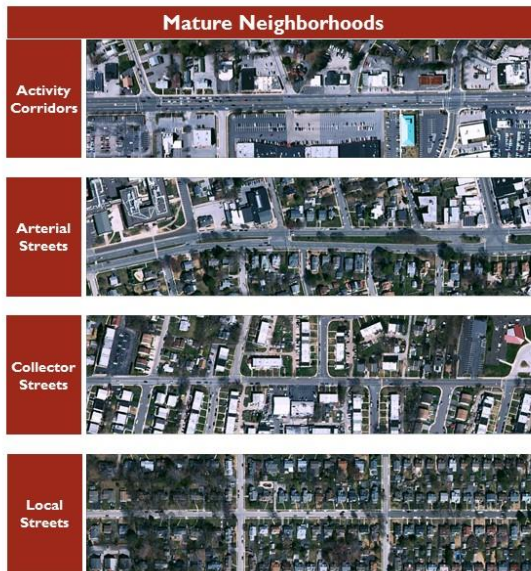 Mature Neighborhoods
Activity
Corridors
Arterial
Streets
Collector
Streets
Local
Streets